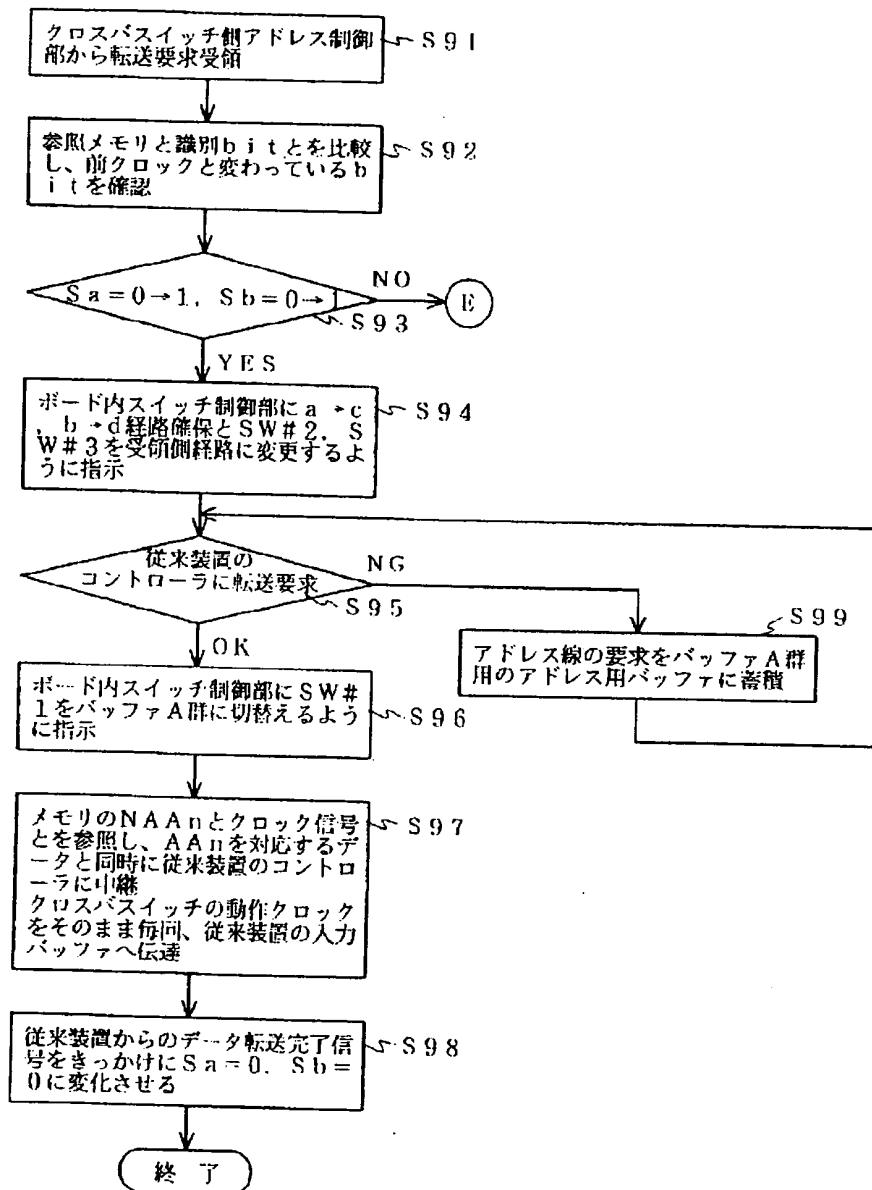 クロスバスイッチ側アドレス制御
部から転送要求受領
S91
参照メモリと識別bitとを比較
し、前クロックと変わっているb
itを確認
S92
Sa=0→1, Sb=0→1
NO
E
S93
YES
ボード内スイッチ制御部にa→c
, b→d経路確保とSW#2, S
W#3を受領側経路に変更するよ
うに指示
S94
従来装置の
コントローラに転送要求
NG
S95
OK
S99
アドレス線の要求をバッファA群
用のアドレス用バッファに蓄積
ボード内スイッチ制御部にSW#
1をバッファA群に切替えるよう
に指示
S96
メモリのNAAnとクロック信号
とを参照し、AAnを対応するデ
ータと同時に従来装置のコントロ
ーラに中継
クロスバスイッチの動作クロック
をそのまま毎回、従来装置の入力
バッファへ伝達
S97
従来装置からのデータ転送完了信
号をきっかけにSa=0, Sb=
0に変化させる
S98
終了